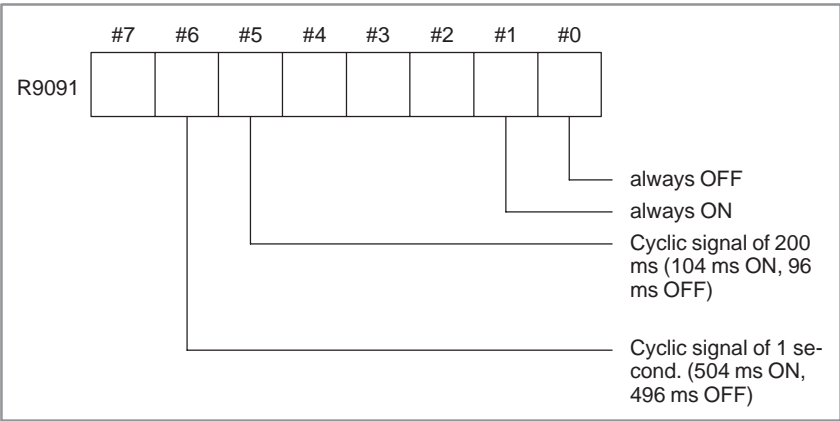 #7 #6 #5 #4 #3 #2 #1 #0
R9091
always OFF
always ON
Cyclic signal of 200
ms (104 ms ON, 96
ms OFF)
Cyclic signal of 1 se-
cond. (504 ms ON,
496 ms OFF)